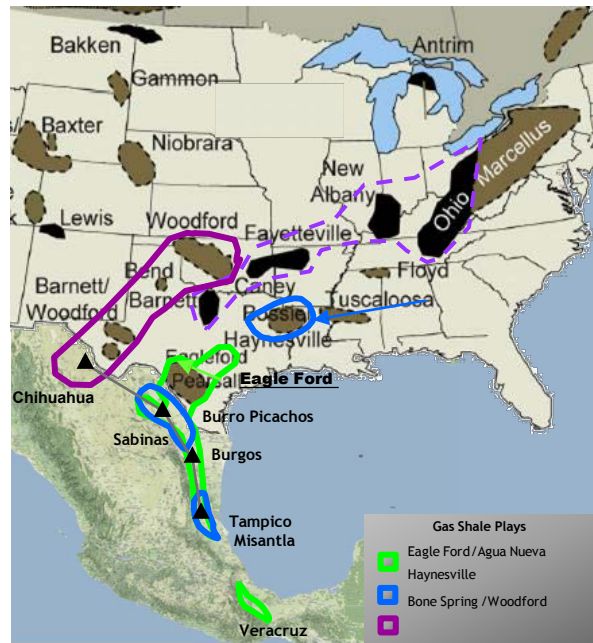 Bakken
Antrim
Gammon
Baxter
Niobrara
Marcellus
New
Albany
Ohio
Lewis
Woodford
Fayetteville
Bend
Caney
Floyd
Barnett/
Woodford
Barnett
Rossier
Tuscaloosa
Haynesville
Eagleford
Pearsall
Eagle Ford
Chihuahua
Burro Picachos
Sabinas
Burgos
Tampico
Misantla
Veracruz
Gas Shale Plays
Eagle Ford/Agua Nueva
Haynesville
Bone Spring /Woodford